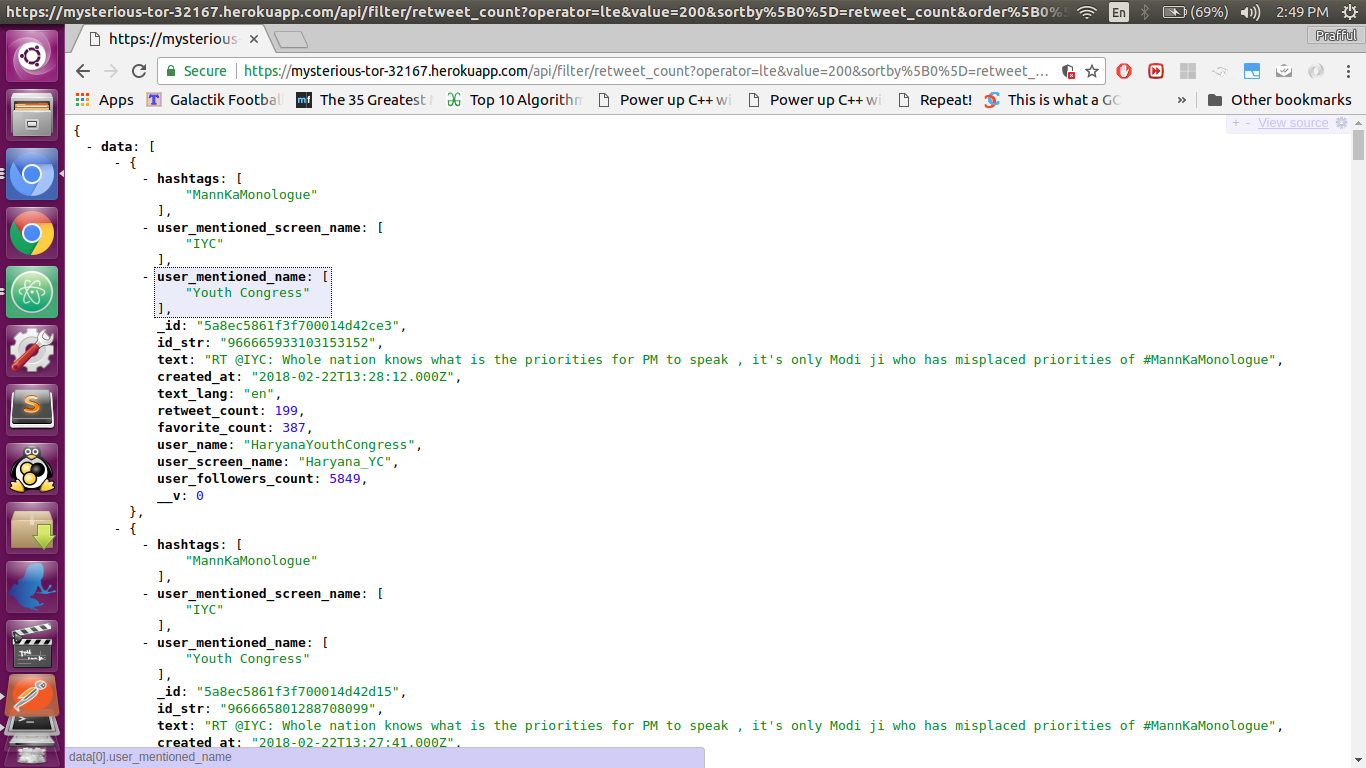 https://mysterious-tor-32167.herokuapp.com/api/filter/retweet_count?operator=lte&value=200&sortby%5B0%5D=retweet_count&order%5B0%
En (69%) 2:49 PM
https://mysterious- Prafful
Secure https://mysterious-tor-32167.herokuapp.com/api/filter/retweet_count?operator=lte&value=200&sortby%5B0%5D=retweet_...
Apps Galactik Footbal The 35 Greatest Top 10 Algorithm Power up C++ wi Power up C++ wi Repeat! This is what a GC » Other bookmarks
+ - View source
{
- data: [
- {
- hashtags: [
"MannKaMonologue"
],
- user_mentioned_screen_name: [
"IYC"
],
- user_mentioned_name: [
"Youth Congress"
],
_id: "5a8ec5861f3f700014d42ce3",
id_str: "966665933103153152",
text: "RT @IYC: Whole nation knows what is the priorities for PM to speak , it's only Modi ji who has misplaced priorities of #MannKaMonologue",
created_at: "2018-02-22T13:28:12.000Z",
text_lang: "en",
retweet_count: 199,
favorite_count: 387,
user_name: "HaryanaYouthCongress",
user_screen_name: "Haryana_YC",
user_followers_count: 5849,
__v: 0
},
- {
- hashtags: [
"MannKaMonologue"
],
- user_mentioned_screen_name: [
"IYC"
],
- user_mentioned_name: [
"Youth Congress"
],
_id: "5a8ec5861f3f700014d42d15",
id_str: "966665801288708099",
text: "RT @IYC: Whole nation knows what is the priorities for PM to speak , it's only Modi ji who has misplaced priorities of #MannKaMonologue",
created_at: "2018-02-22T13:27:41.000Z",
data[0].user_mentioned_name